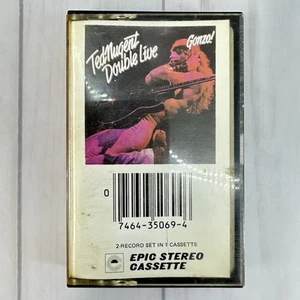 Ted Nugent
Double Live
Gonzo!
0
7464-35069-4
2-RECORD SET IN 1 CASSETTE
EPIC STEREO
CASSETTE